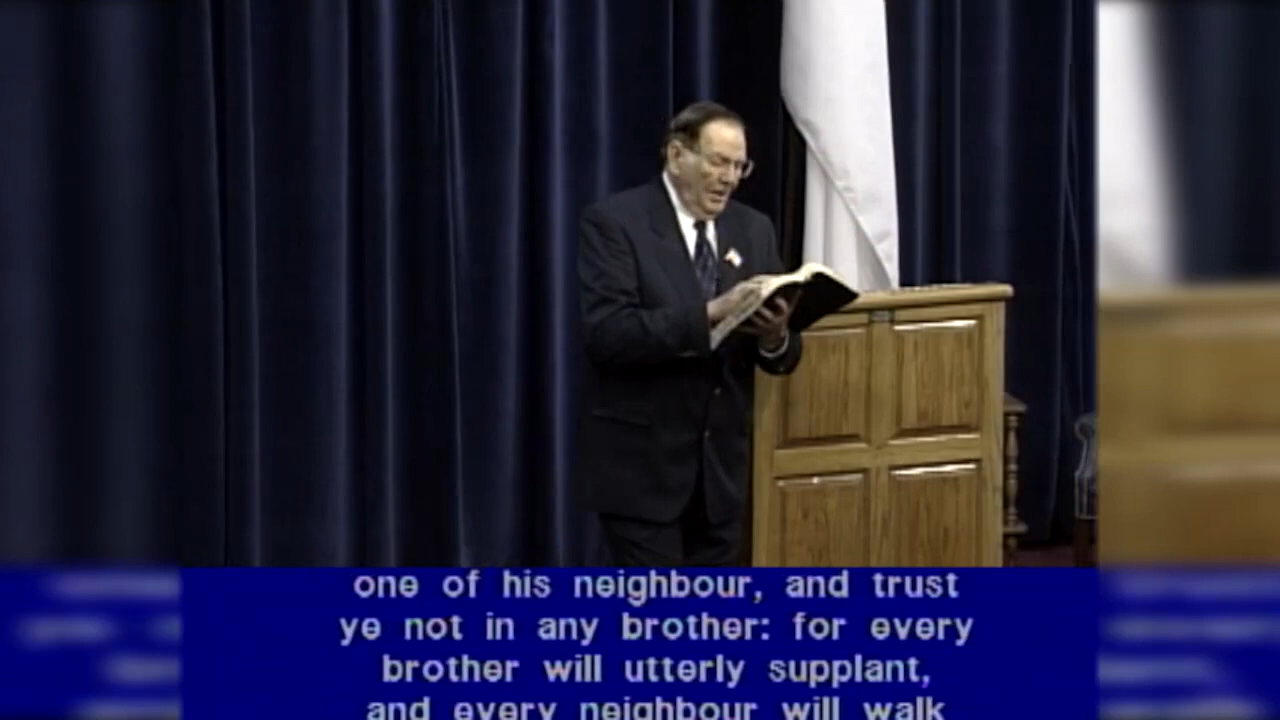 one of his neighbour, and trust
ye not in any brother: for every
brother will utterly supplant,
and every neighbour will walk